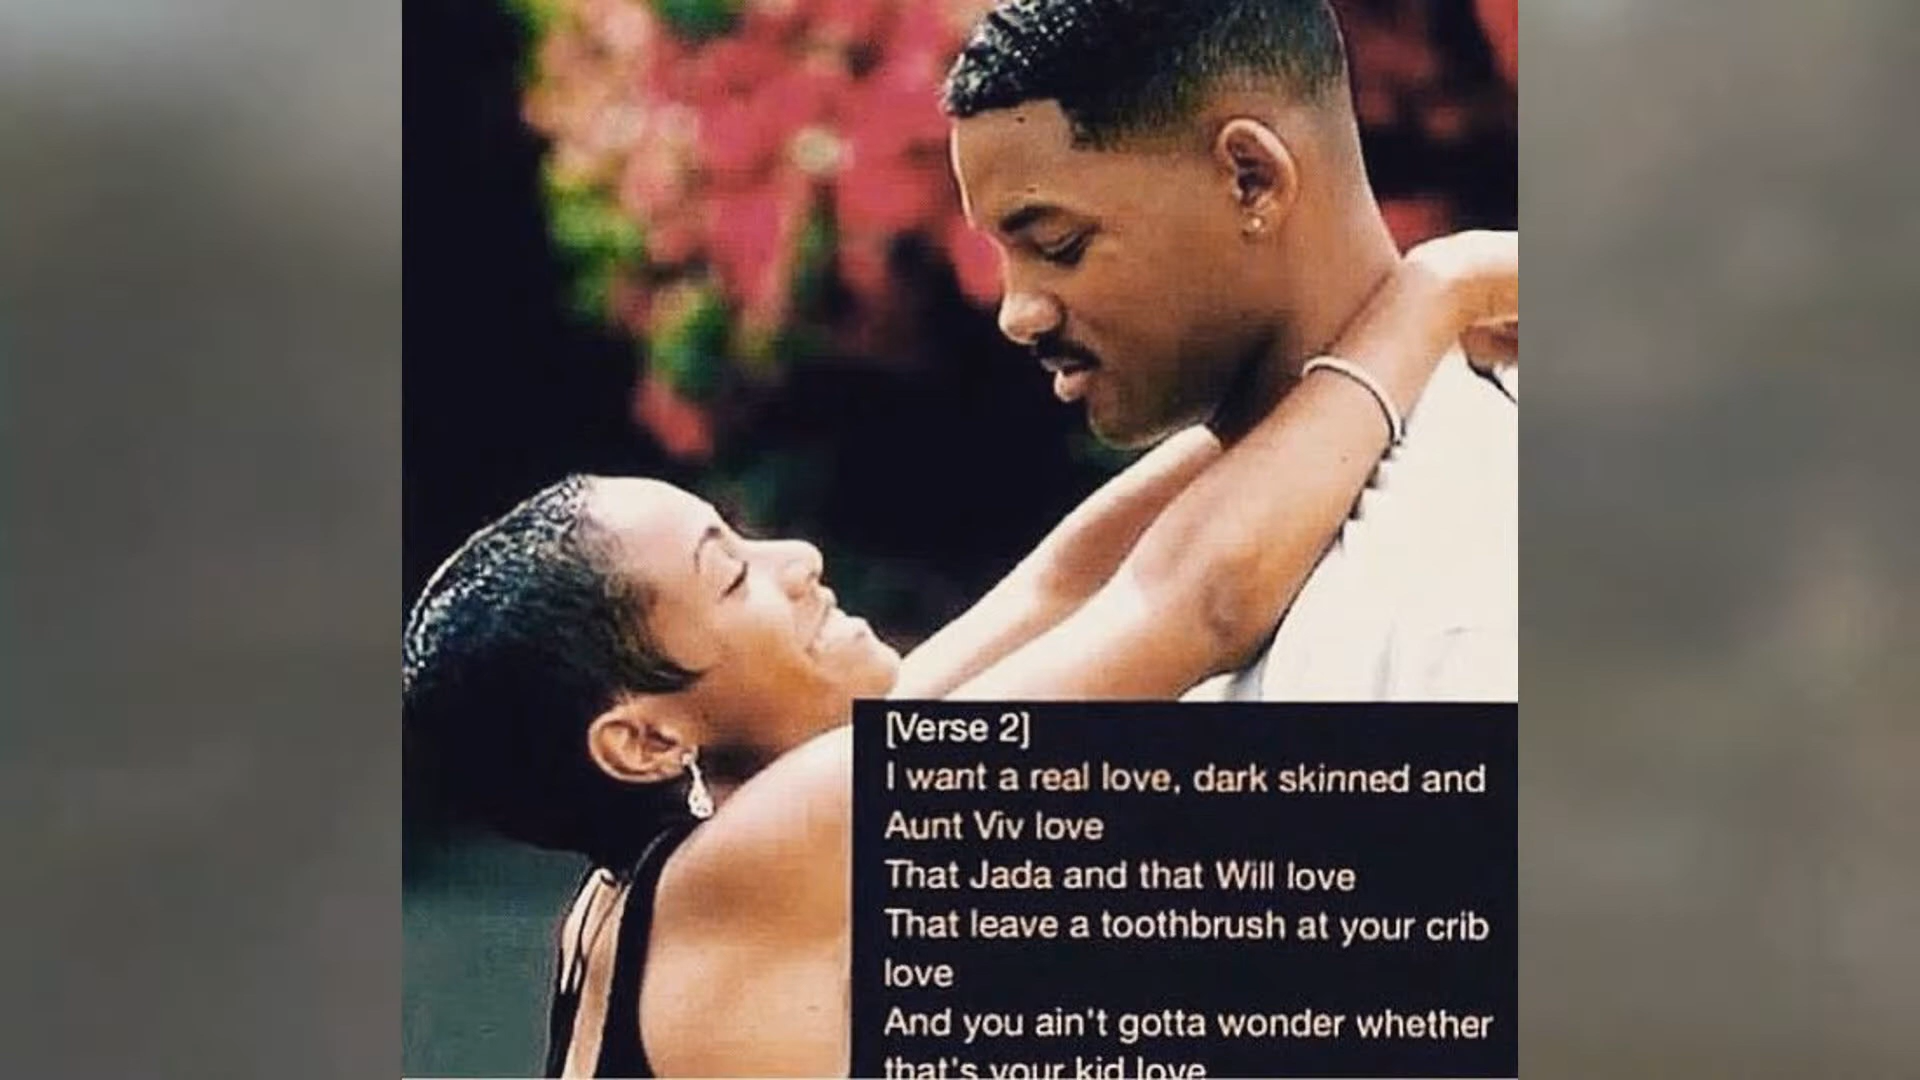 [Verse 2]
I want a real love, dark skinned and
Aunt Viv love
That Jada and that Will love
That leave a toothbrush at your crib
love
And you ain't gotta wonder whether
that's your kid love